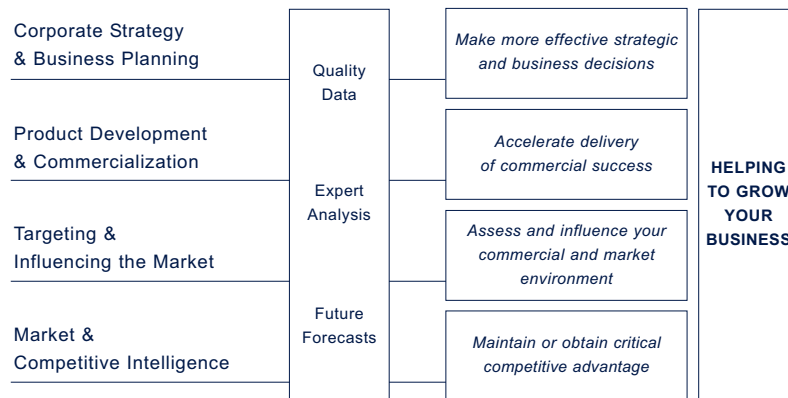 Corporate Strategy
& Business Planning
Product Development
& Commercialization
Targeting &
Influencing the Market
Market &
Competitive Intelligence
Quality
Data
Expert
Analysis
Future
Forecasts
Make more effective strategic
and business decisions
Accelerate delivery
of commercial success
Assess and influence your
commercial and market
environment
Maintain or obtain critical
competitive advantage
HELPING
TO GROW
YOUR
BUSINESS